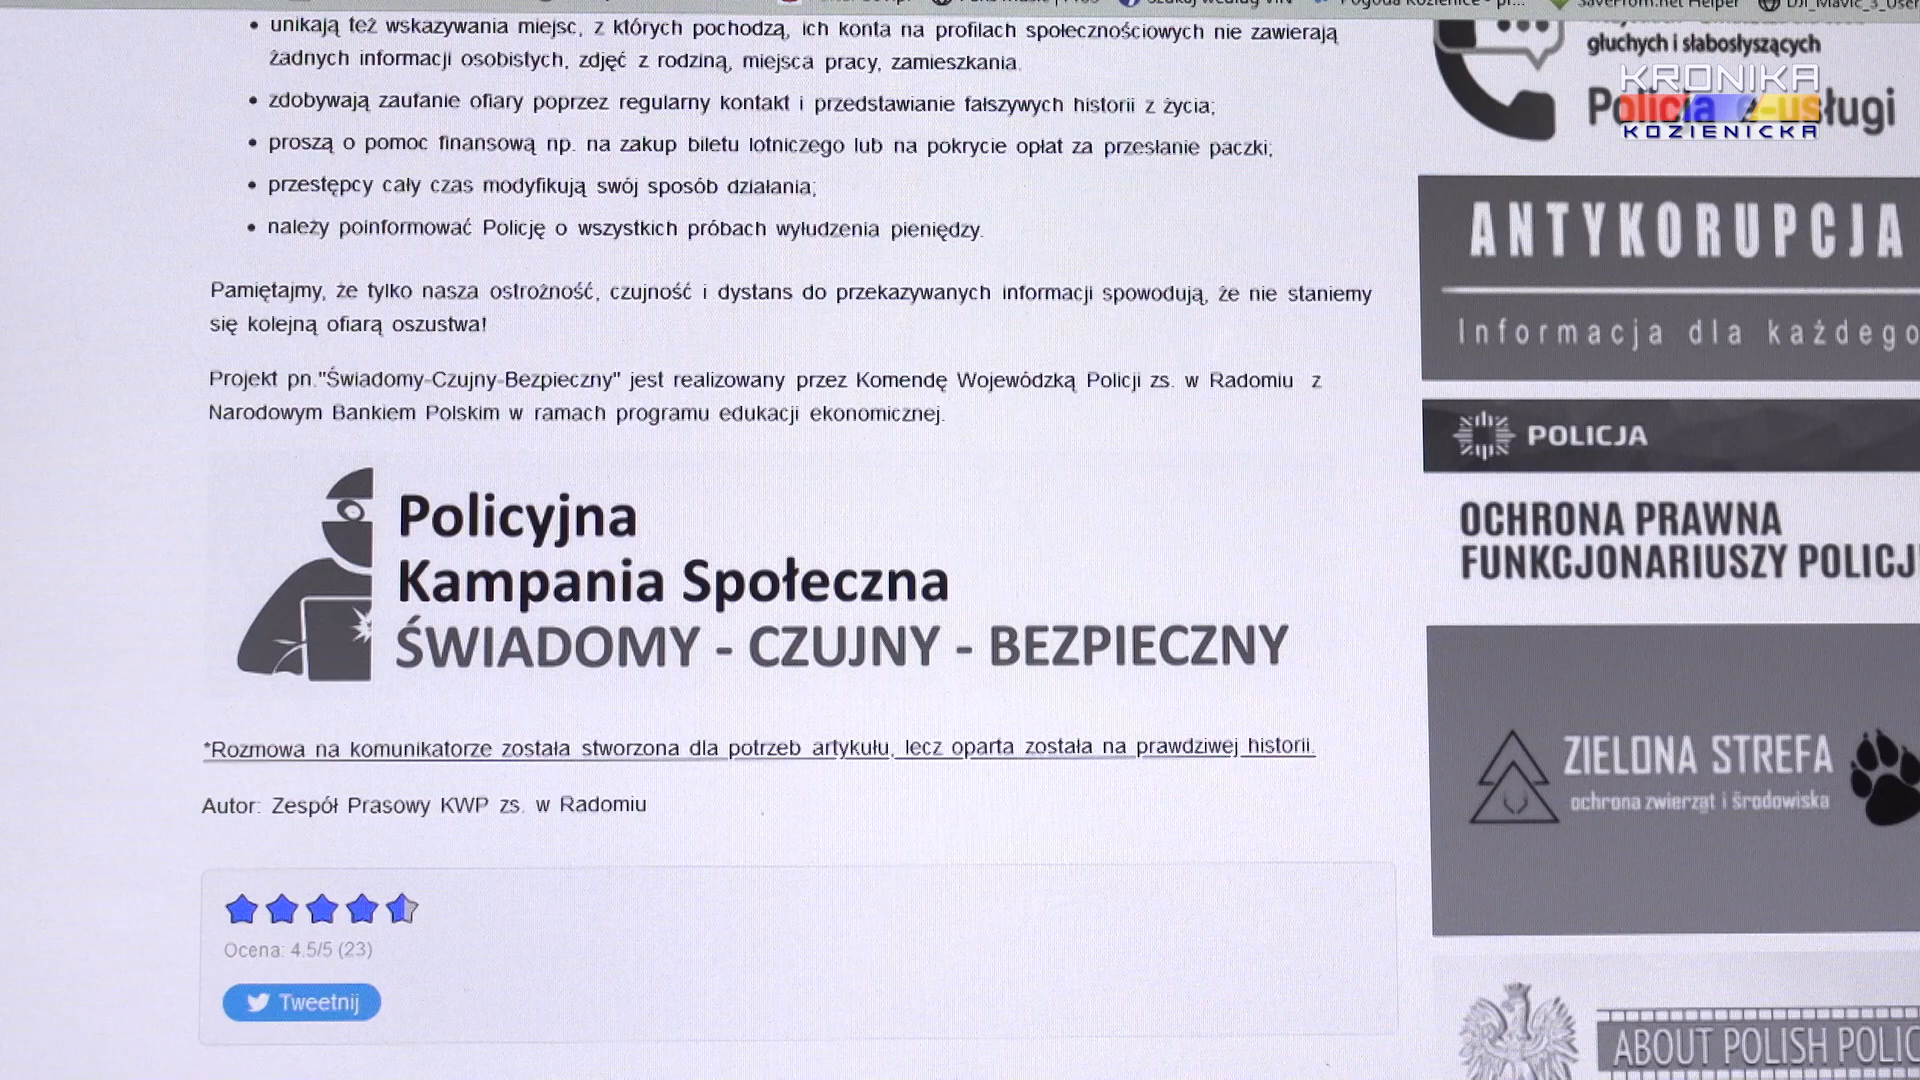 unikają też wskazywania miejsc, z których pochodzą, ich konta na profilach społecznościowych nie zawierają
żadnych informacji osobistych, zdjęć z rodziną, miejsca pracy, zamieszkania.
zdobywają zaufanie ofiary poprzez regularny kontakt i przedstawianie fałszywych historii z życia;
proszą o pomoc finansową np. na zakup biletu lotniczego lub na pokrycie opłat za przesłanie paczki;
przestępcy cały czas modyfikują swój sposób działania;
należy poinformować Policję o wszystkich próbach wyłudzenia pieniędzy.
Pamiętajmy, że tylko nasza ostrożność, czujność i dystans do przekazywanych informacji spowodują, że nie staniemy
się kolejną ofiarą oszustwa!
Projekt pn."Świadomy-Czujny-Bezpieczny" jest realizowany przez Komendę Wojewódzką Policji zs. w Radomiu z
Narodowym Bankiem Polskim w ramach programu edukacji ekonomicznej.
Policyjna
Kampania Społeczna
ŚWIADOMY - CZUJNY - BEZPIECZNY
*Rozmowa na komunikatorze została stworzona dla potrzeb artykułu, lecz oparta została na prawdziwej historii.
Autor: Zespół Prasowy KWP zs. w Radomiu
Ocena: 4.5/5 (23)
Tweetnij
głuchych i słabosłyszących
KRONIKA
KOZIENICKA
ANTYKORUPCJA
Informacja dla każdego
POLICJA
OCHRONA PRAWNA
FUNKCJONARIUSZY POLICJI
ZIELONA STREFA
ochrona zwierząt i środowiska
ABOUT POLISH POLIC